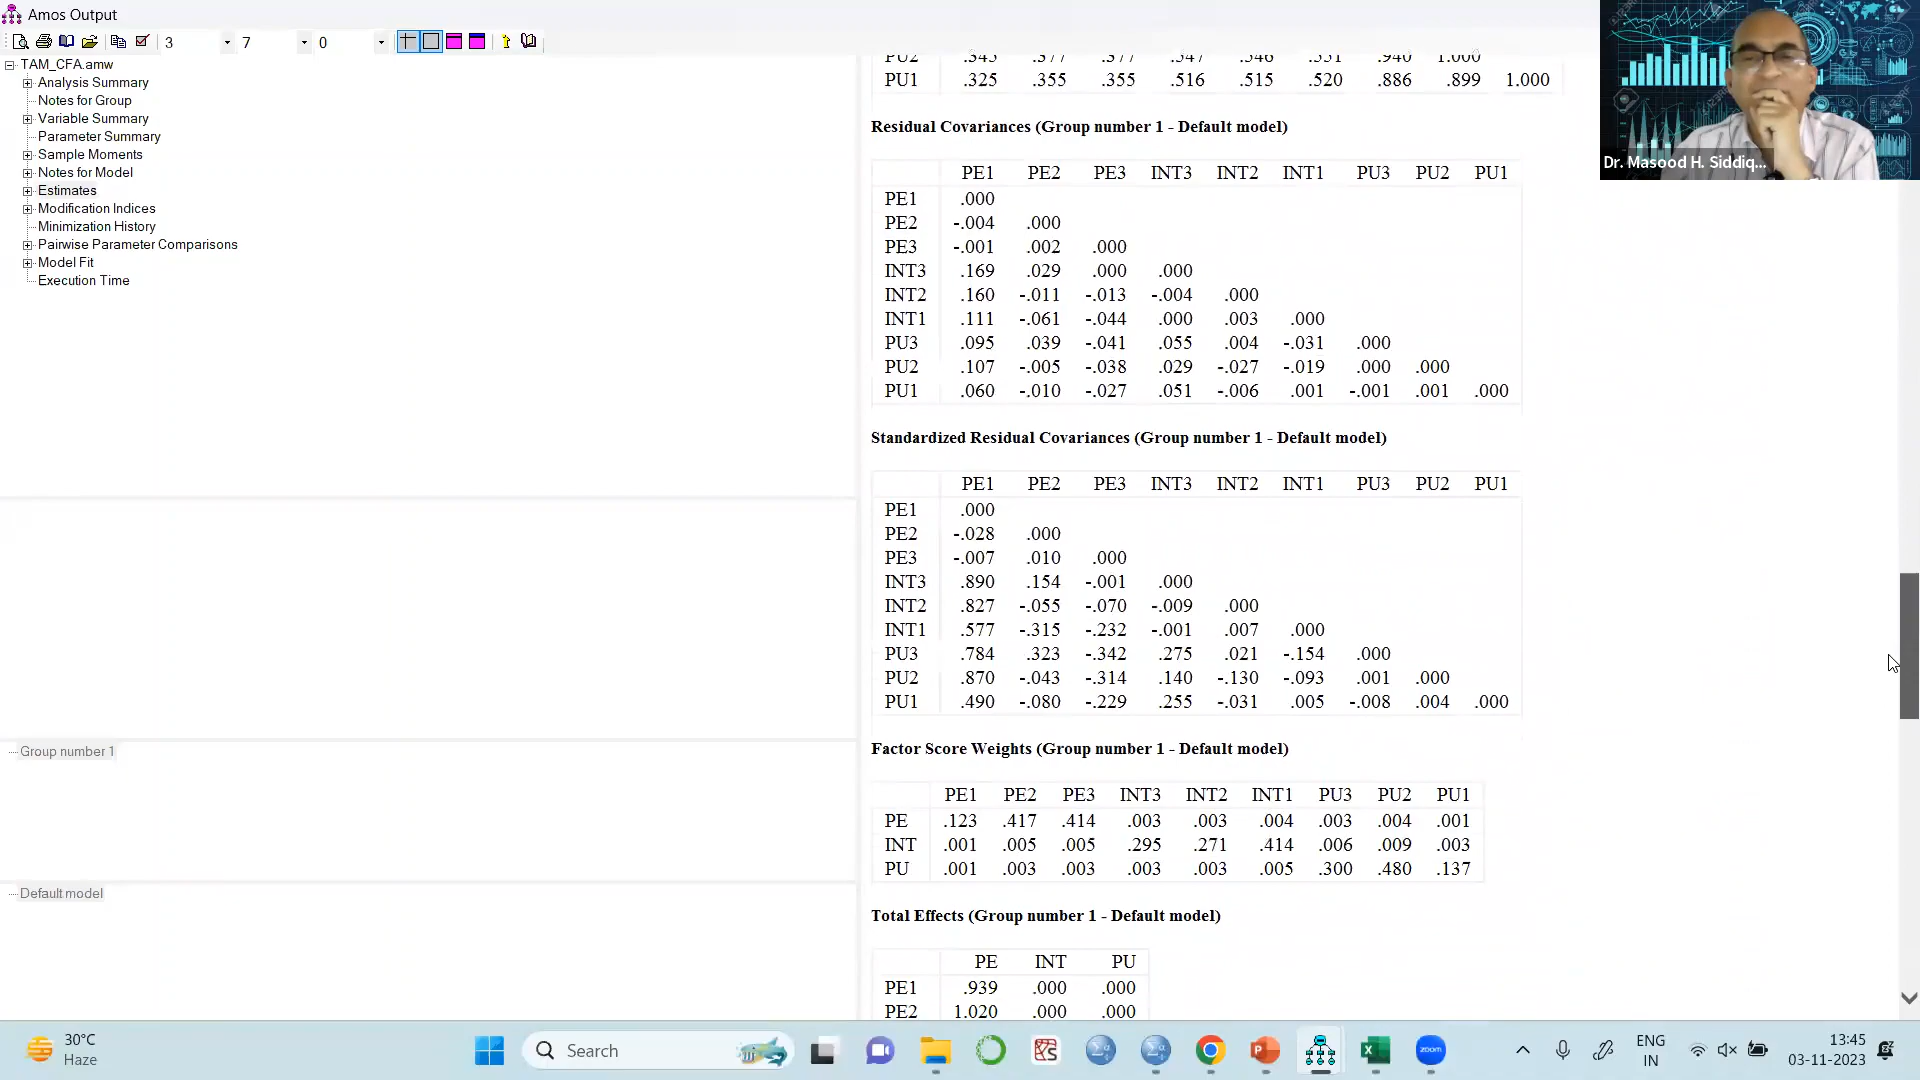 Amos Output
3 7 0
TAM_CFA.amw
Analysis Summary
Notes for Group
Variable Summary
Parameter Summary
Sample Moments
Notes for Model
Estimates
Modification Indices
Minimization History
Pairwise Parameter Comparisons
Model Fit
Execution Time
Group number 1
Default model
PU2 .345 .377 .377 .547 .546 .551 .940 1.000
PU1 .325 .355 .355 .516 .515 .520 .886 .899 1.000
Residual Covariances (Group number 1 - Default model)
PE1 PE2 PE3 INT3 INT2 INT1 PU3 PU2 PU1
PE1 .000
PE2 -.004 .000
PE3 -.001 .002 .000
INT3 .169 .029 .000 .000
INT2 .160 -.011 -.013 -.004 .000
INT1 .111 -.061 -.044 .000 .003 .000
PU3 .095 .039 -.041 .055 .004 -.031 .000
PU2 .107 -.005 -.038 .029 -.027 -.019 .000 .000
PU1 .060 -.010 -.027 .051 -.006 .001 -.001 .001 .000
Standardized Residual Covariances (Group number 1 - Default model)
PE1 PE2 PE3 INT3 INT2 INT1 PU3 PU2 PU1
PE1 .000
PE2 -.028 .000
PE3 -.007 .010 .000
INT3 .890 .154 -.001 .000
INT2 .827 -.055 -.070 -.009 .000
INT1 .577 -.315 -.232 -.001 .007 .000
PU3 .784 .323 -.342 .275 .021 -.154 .000
PU2 .870 -.043 -.314 .140 -.130 -.093 .001 .000
PU1 .490 -.080 -.229 .255 -.031 .005 -.008 .004 .000
Factor Score Weights (Group number 1 - Default model)
PE1 PE2 PE3 INT3 INT2 INT1 PU3 PU2 PU1
PE .123 .417 .414 .003 .003 .004 .003 .004 .001
INT .001 .005 .005 .295 .271 .414 .006 .009 .003
PU .001 .003 .003 .003 .003 .005 .300 .480 .137
Total Effects (Group number 1 - Default model)
PE INT PU
PE1 .939 .000 .000
PE2 1.020 .000 .000
Dr. Masood H. Siddiq...
30°C
Haze
Search
zoom
ENG
IN
13:45
03-11-2023